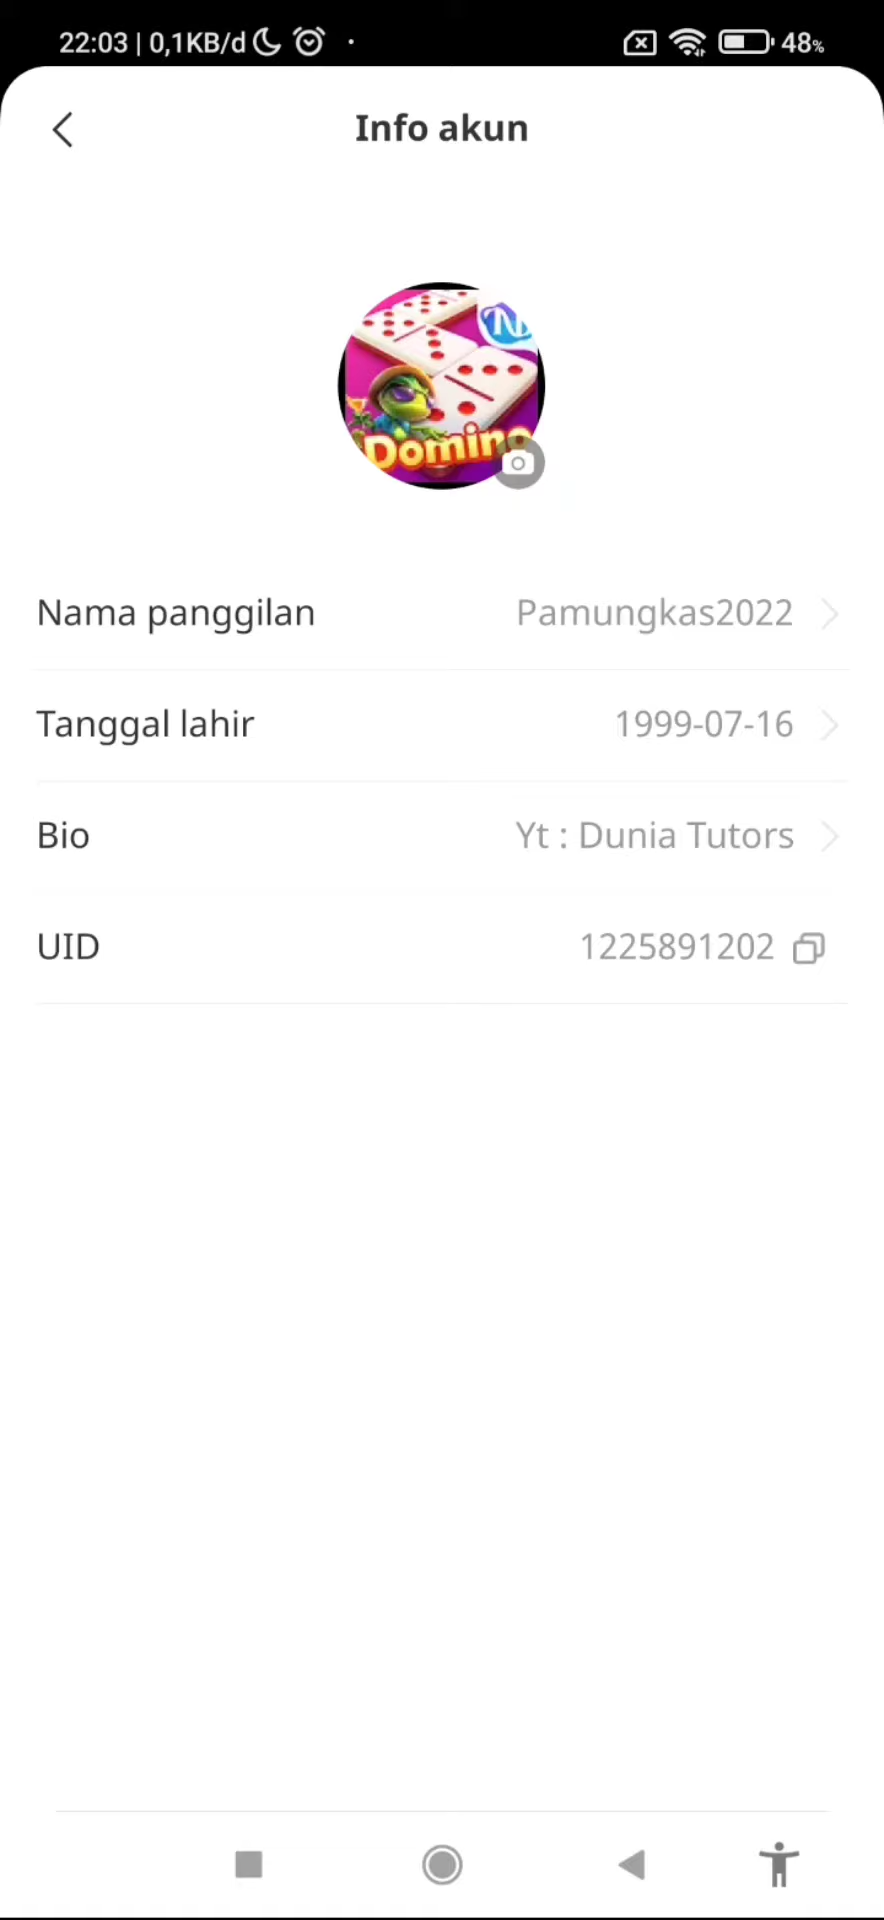 22:03 | 0,1KB/d
48%
Info akun
N
Domino
Nama panggilan Pamungkas2022
Tanggal lahir 1999-07-16
Bio Yt : Dunia Tutors
UID 1225891202